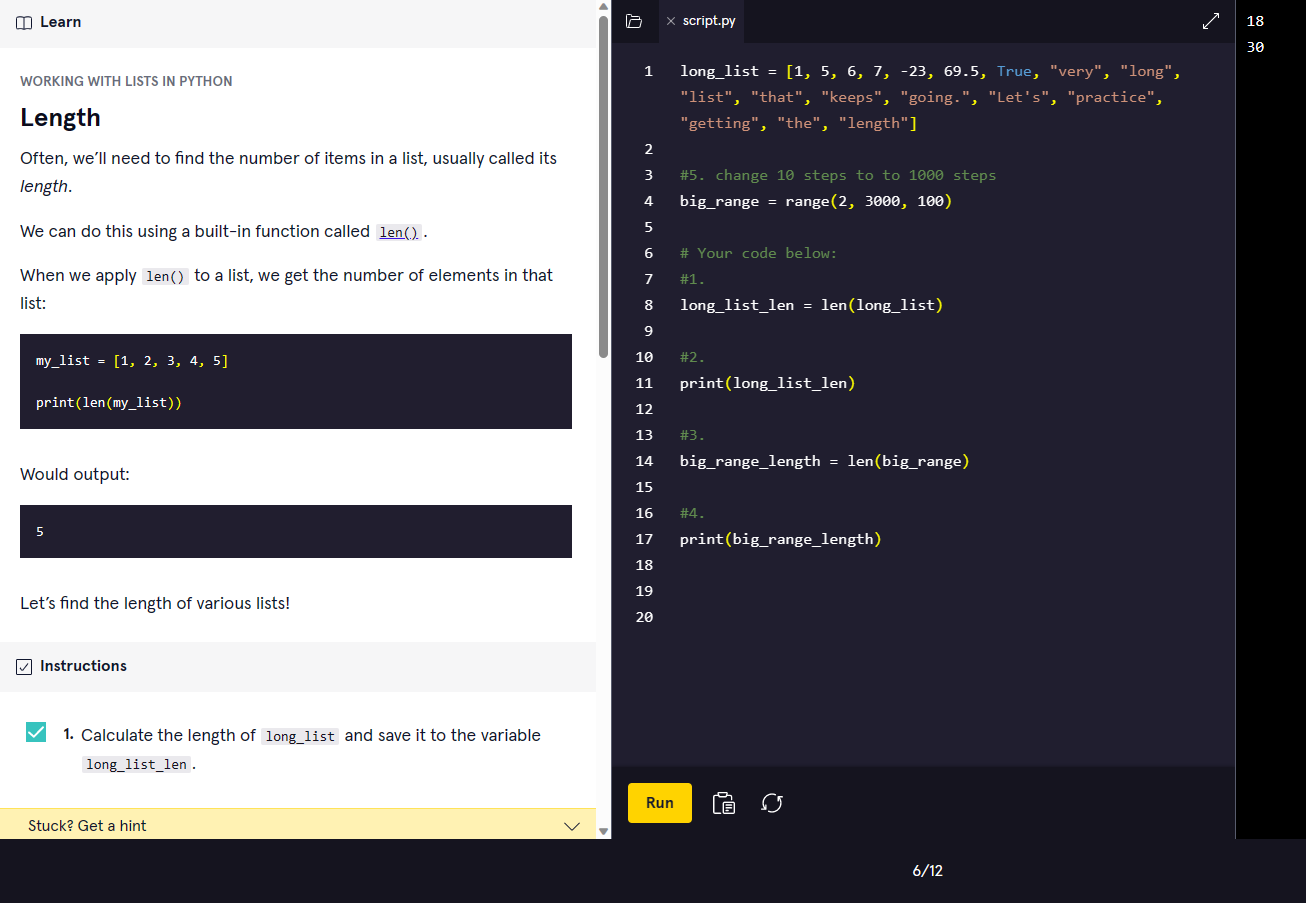 Learn
WORKING WITH LISTS IN PYTHON
Length
Often, we’ll need to find the number of items in a list, usually called its
length.
We can do this using a built-in function called len() .
When we apply len() to a list, we get the number of elements in that
list:
my_list = [1, 2, 3, 4, 5]
print(len(my_list))
Would output:
5
Let’s find the length of various lists!
Instructions
1. Calculate the length of long_list and save it to the variable
long_list_len .
Stuck? Get a hint
script.py
1 long_list = [1, 5, 6, 7, -23, 69.5, True, "very", "long",
"list", "that", "keeps", "going.", "Let's", "practice",
"getting", "the", "length"]
2
3 #5. change 10 steps to to 1000 steps
4 big_range = range(2, 3000, 100)
5
6 # Your code below:
7 #1.
8 long_list_len = len(long_list)
9
10 #2.
11 print(long_list_len)
12
13 #3.
14 big_range_length = len(big_range)
15
16 #4.
17 print(big_range_length)
18
19
20
Run
18
30
6/12